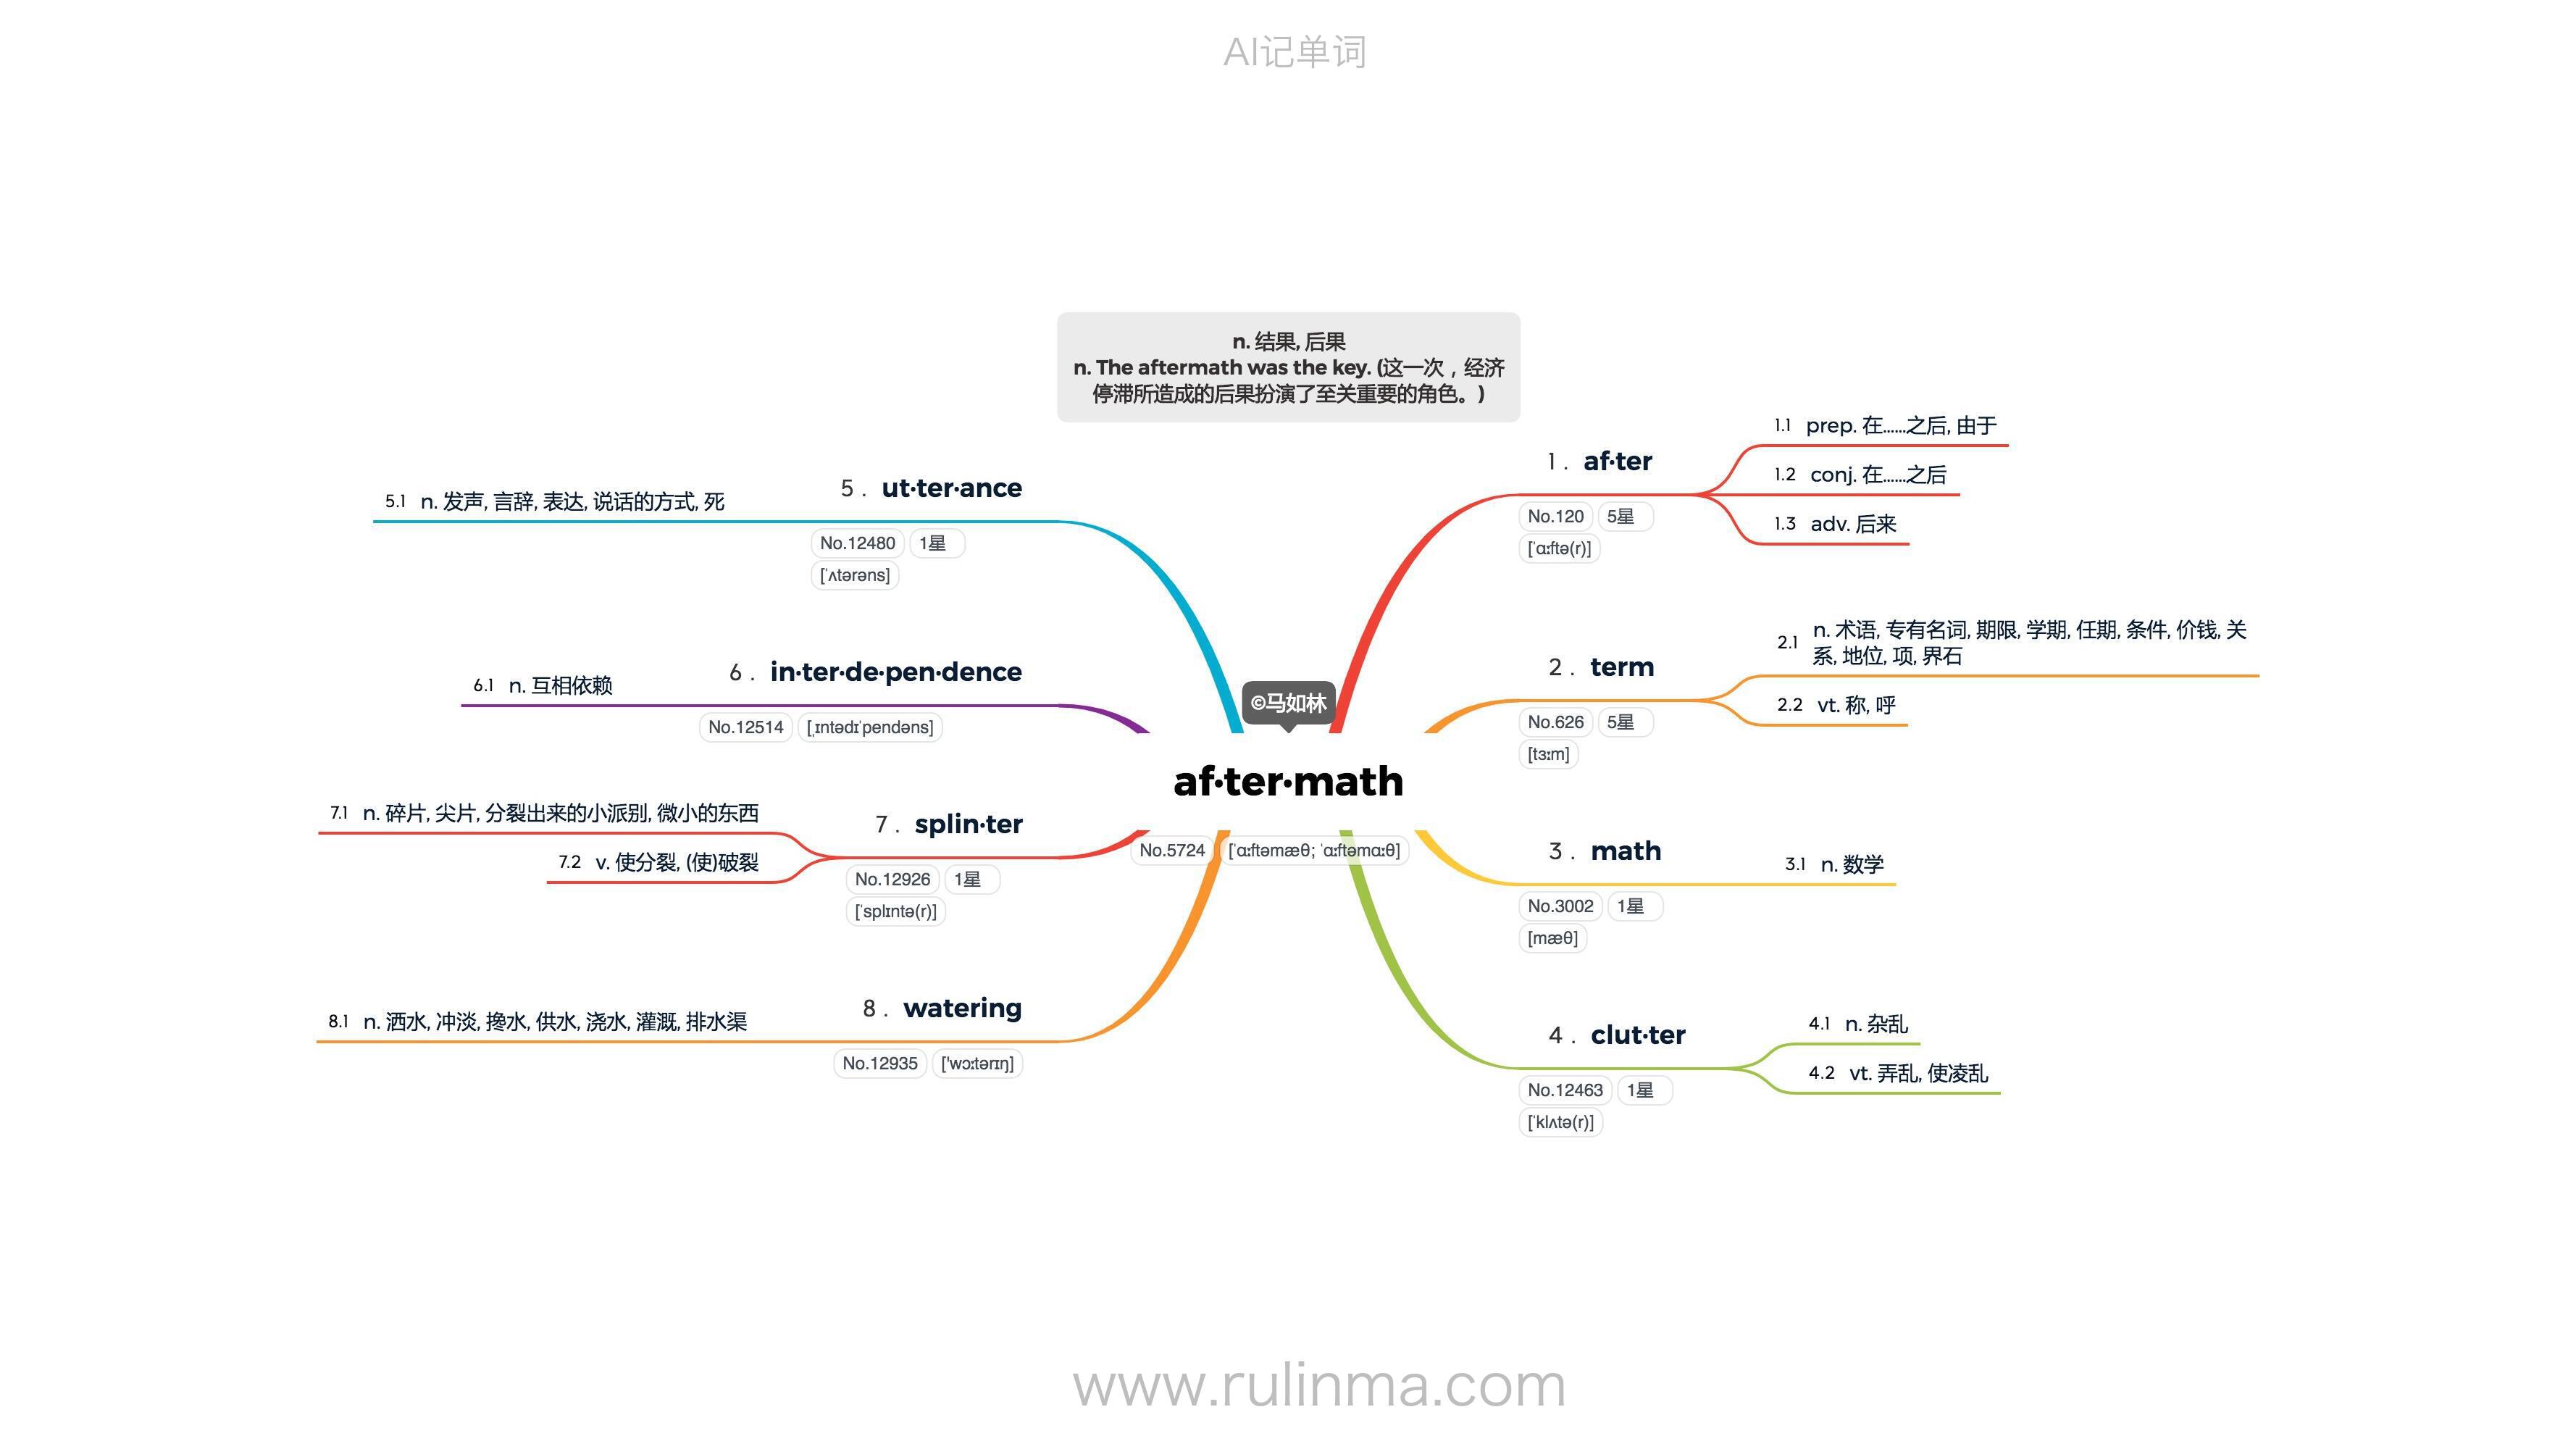 AI记单词
n. 结果, 后果
n. The aftermath was the key. (这一次，经济
停滞所造成的后果扮演了至关重要的角色。)
©马如林
af·ter·math
No.5724 [ˈɑːftəmæθ; ˈɑːftəmɑːθ]
1. af·ter
No.120 5星
[ˈɑːftə(r)]
1.1 prep. 在......之后, 由于
1.2 conj. 在......之后
1.3 adv. 后来
2. term
No.626 5星
[tɜːm]
2.1 n. 术语, 专有名词, 期限, 学期, 任期, 条件, 价钱, 关
系, 地位, 项, 界石
2.2 vt. 称, 呼
3. math
No.3002 1星
[mæθ]
3.1 n. 数学
4. clut·ter
No.12463 1星
[ˈklʌtə(r)]
4.1 n. 杂乱
4.2 vt. 弄乱, 使凌乱
5. ut·ter·ance
No.12480 1星
[ˈʌtərəns]
5.1 n. 发声, 言辞, 表达, 说话的方式, 死
6. in·ter·de·pen·dence
No.12514 [ˌɪntədɪˈpendəns]
6.1 n. 互相依赖
7. splin·ter
No.12926 1星
[ˈsplɪntə(r)]
7.1 n. 碎片, 尖片, 分裂出来的小派别, 微小的东西
7.2 v. 使分裂, (使)破裂
8. watering
No.12935 ['wɔːtərɪŋ]
8.1 n. 洒水, 冲淡, 搀水, 供水, 浇水, 灌溉, 排水渠
www.rulinma.com